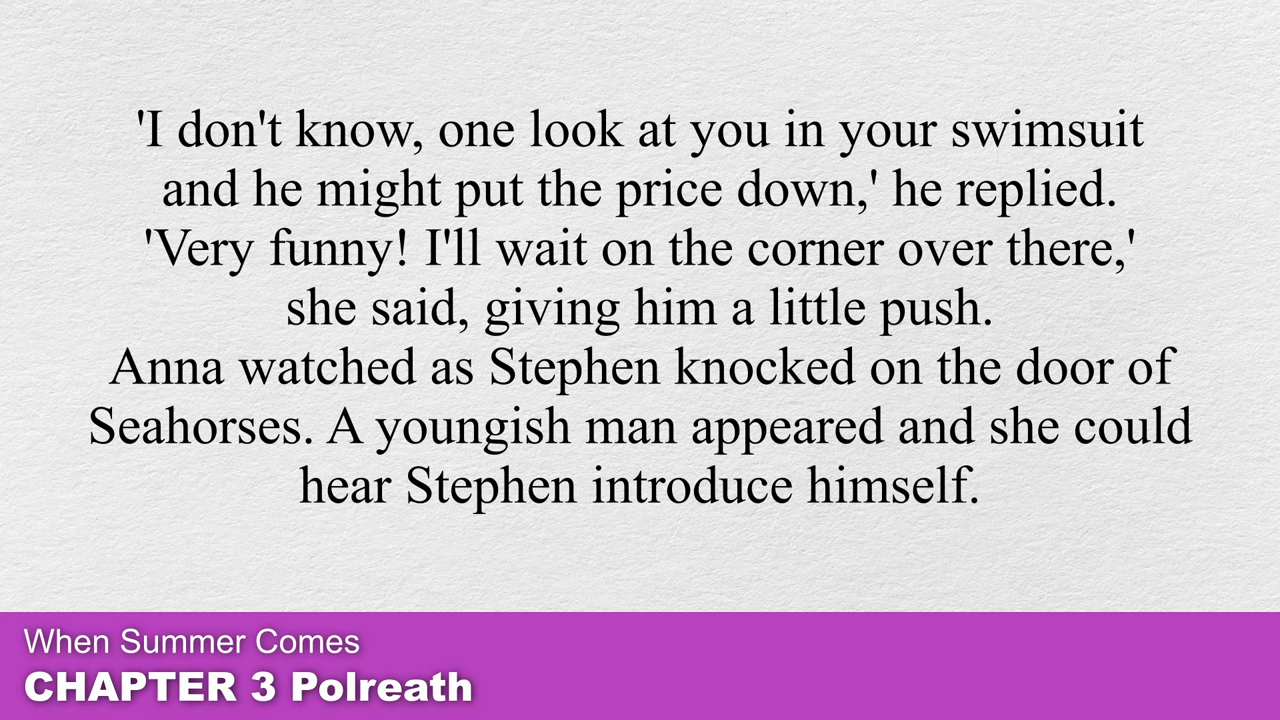 'I don't know, one look at you in your swimsuit
and he might put the price down,' he replied.
'Very funny! I'll wait on the corner over there,'
she said, giving him a little push.
Anna watched as Stephen knocked on the door of
Seahorses. A youngish man appeared and she could
hear Stephen introduce himself.
When Summer Comes
CHAPTER 3 Polreath